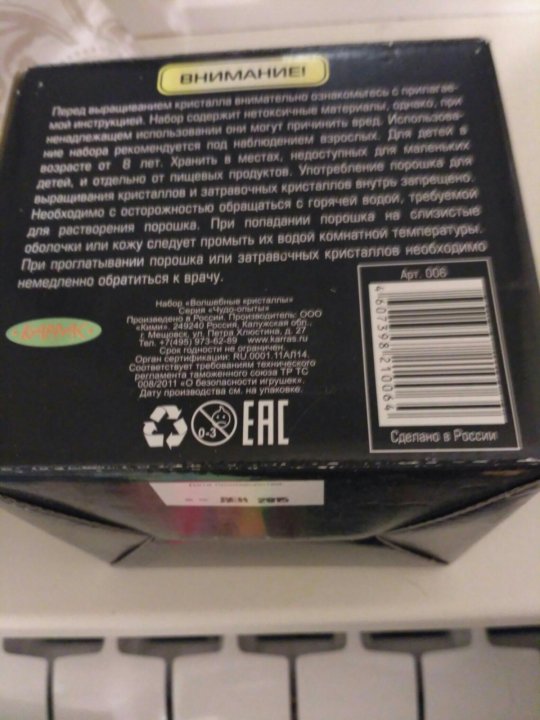 ВНИМАНИЕ!
Перед выращиванием кристалла внимательно ознакомьтесь с прилагае-
мой инструкцией. Набор содержит нетоксичные материалы, однако, при
ненадлежащем использовании они могут причинить вред. Использова-
ние набора рекомендуется под наблюдением взрослых. Для детей в
возрасте от 8 лет. Хранить в местах, недоступных для маленьких
детей, и отдельно от пищевых продуктов. Употребление порошка для
выращивания кристаллов и затравочных кристаллов внутрь запрещено.
Необходимо с осторожностью обращаться с горячей водой, требуемой
для растворения порошка. При попадании порошка на слизистые
оболочки или кожу следует промыть их водой комнатной температуры.
При проглатывании порошка или затравочных кристаллов необходимо
немедленно обратиться к врачу.
Набор «Волшебные кристаллы»
Серия «Чудо-опыты»
Произведено в России. Производитель: ООО
«Кими», 249240 Россия, Калужская обл.,
г. Мещовск, ул. Петра Хлюстина, д. 17
Тел. +7(495) 973-62-89 www.karras.ru
Срок годности не ограничен.
Орган сертификации: RU.0001.11АЛ14.
Соответствует требованиям технического
регламента таможенного союза ТР ТС
008/2011 «О безопасности игрушек».
Дату производства см. на упаковке.
«КАРРАС»
0-3
EAC
Арт. 006
4607398210064
Сделано в России
Дата производства:
ДЕК 2015